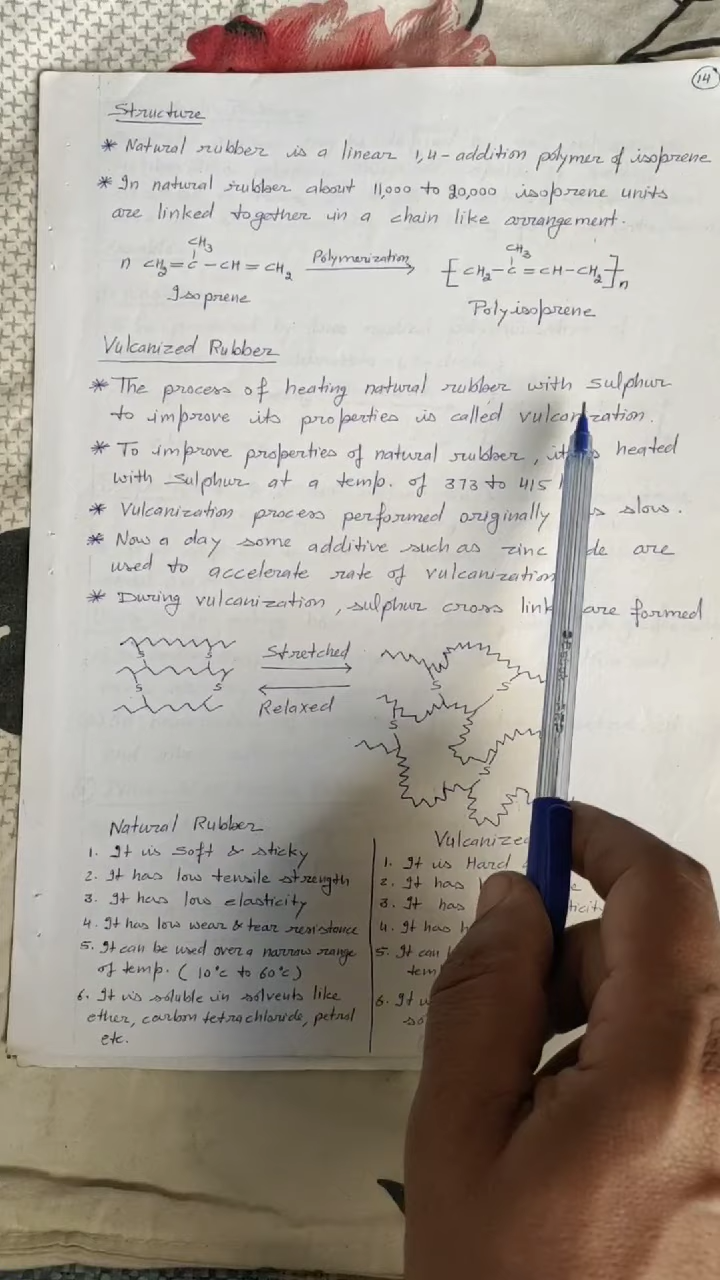 14
Structure
* Natural rubber is a linear 1,4-addition polymer of isoprene
* In natural rubber about 11,000 to 20,000 isoprene units
are linked together in a chain like arrangement.
CH3 CH3
n CH2=C-CH=CH2 Polymerization [CH2-C=CH-CH2]n
Isoprene Polyisoprene
Vulcanized Rubber
* The process of heating natural rubber with sulphur
to improve its properties is called vulcanization.
* To improve properties of natural rubber, it heated
with sulphur at a temp. of 373 to 415
* Vulcanization process performed originally slow.
* Now a day some additive such as zinc are
used to accelerate rate of vulcanization
* During vulcanization, sulphur cross link are formed
Stretched
S S S S
Relaxed
S S S S
Natural Rubber
1. It is soft & sticky
2. It has low tensile strength
3. It has low elasticity
4. It has low wear & tear resistance
5. It can be used over a narrow range
of temp. (10°C to 60°C)
6. It is soluble in solvents like
ether, carbon tetrachloride, petrol
etc.
Vulcanized
1. It is Hard
2. It has
3. It has
4. It has
5. It can
tem
6. It